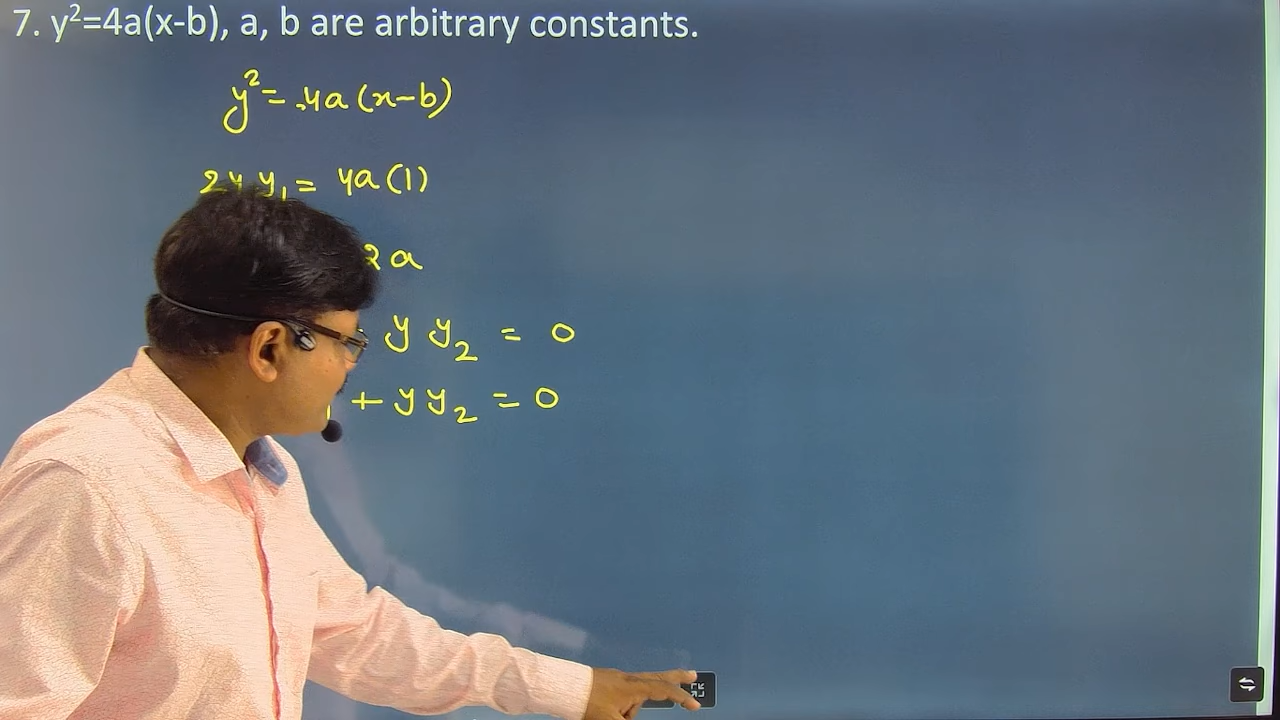 7. y²=4a(x-b), a, b are arbitrary constants.
y² = 4a(x-b)
2y y₁ = 4a(1)
2a
y y₂ = 0
+ y y₂ = 0